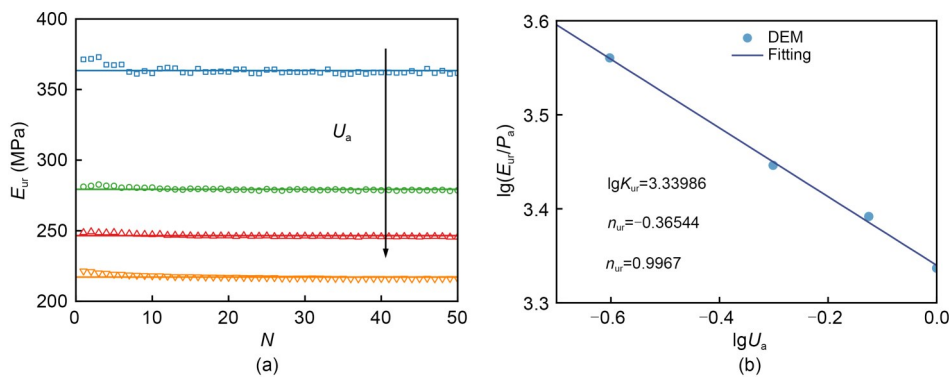 400
350
300
250
200
E_ur (MPa)
U_a
0
10
20
30
40
50
N
(a)
3.6
3.5
3.4
3.3
lg(E_ur/P_a)
DEM
Fitting
lgK_ur=3.33986
n_ur=−0.36544
n_ur=0.9967
−0.6
−0.4
−0.2
0.0
lgU_a
(b)